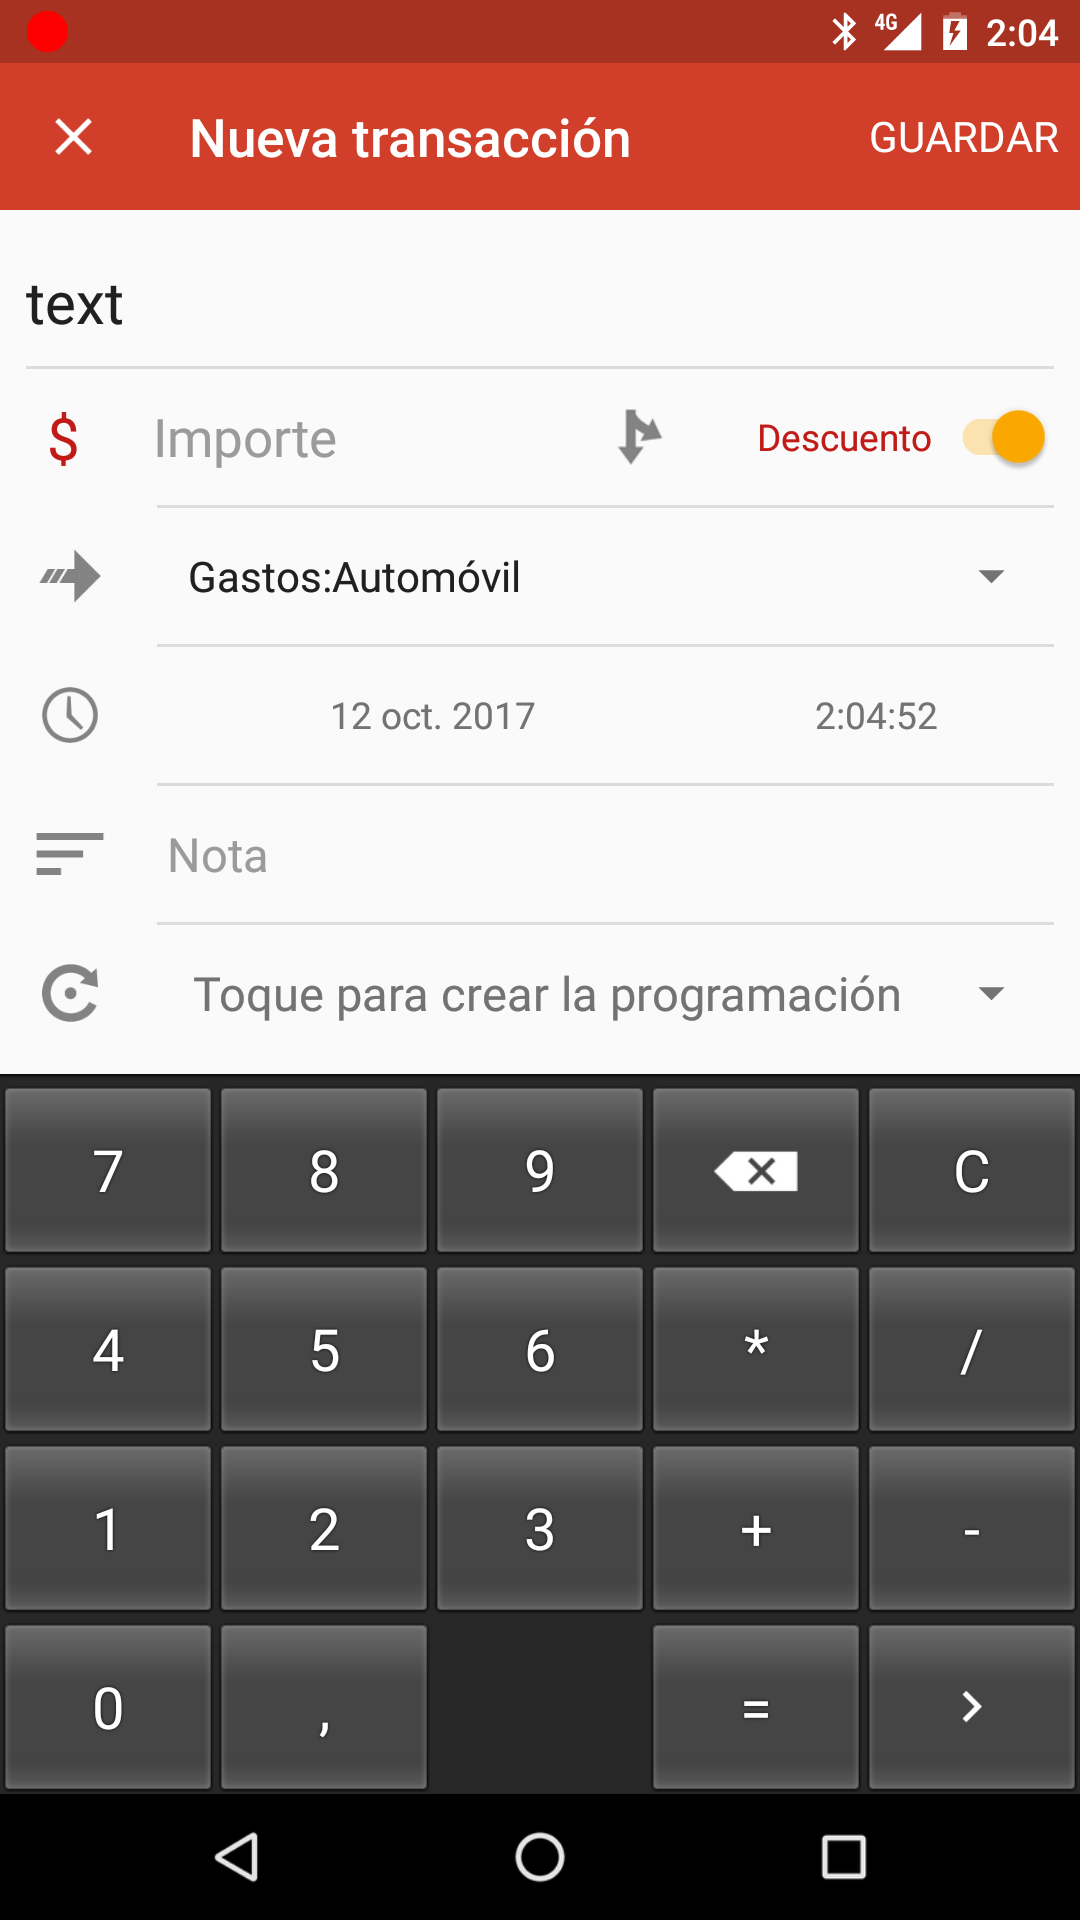 4G 2:04
Nueva transacción GUARDAR
text
$ Importe Descuento
Gastos:Automóvil
12 oct. 2017 2:04:52
Nota
Toque para crear la programación
7 8 9 C
4 5 6 * /
1 2 3 + -
0 , = >